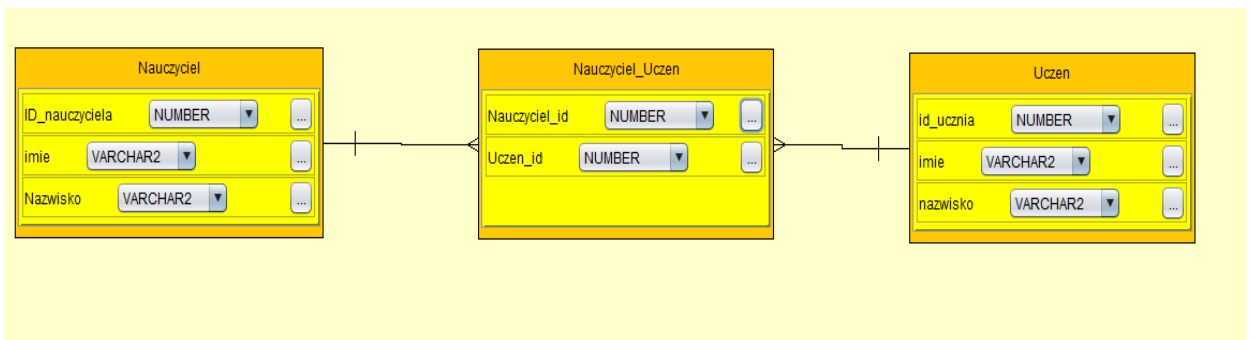 Nauczyciel
ID_nauczyciela NUMBER ...
imie VARCHAR2 ...
Nazwisko VARCHAR2 ...
Nauczyciel_Uczen
Nauczyciel_id NUMBER ...
Uczen_id NUMBER ...
Uczen
id_ucznia NUMBER ...
imie VARCHAR2 ...
nazwisko VARCHAR2 ...